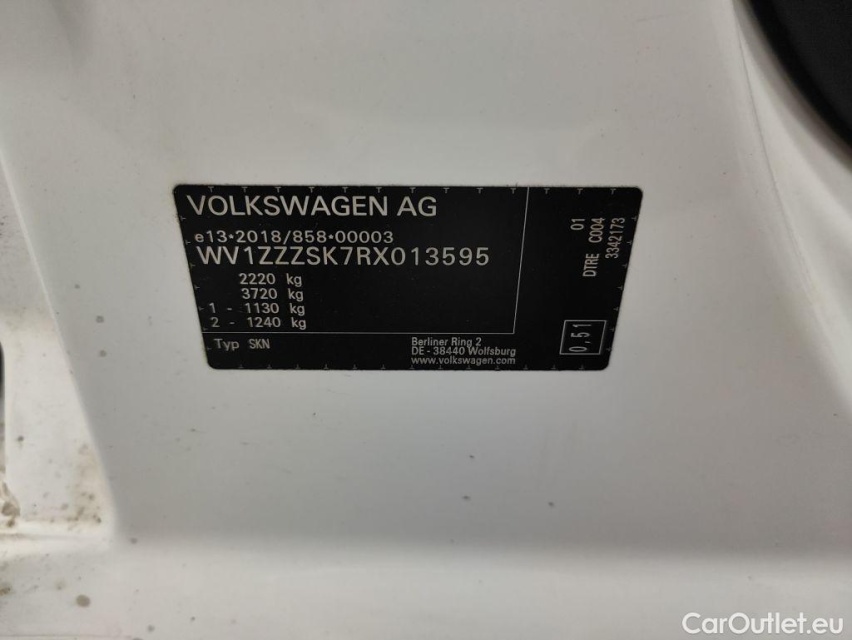 VOLKSWAGEN AG
e13*2018/858*00003
WV1ZZZSK7RX013595
2220 kg
3720 kg
1 - 1130 kg
2 - 1240 kg
Typ SKN
Berliner Ring 2
DE - 38440 Wolfsburg
www.volkswagen.com
01
DTRE C004
3342173
0,51
CarOutlet.eu